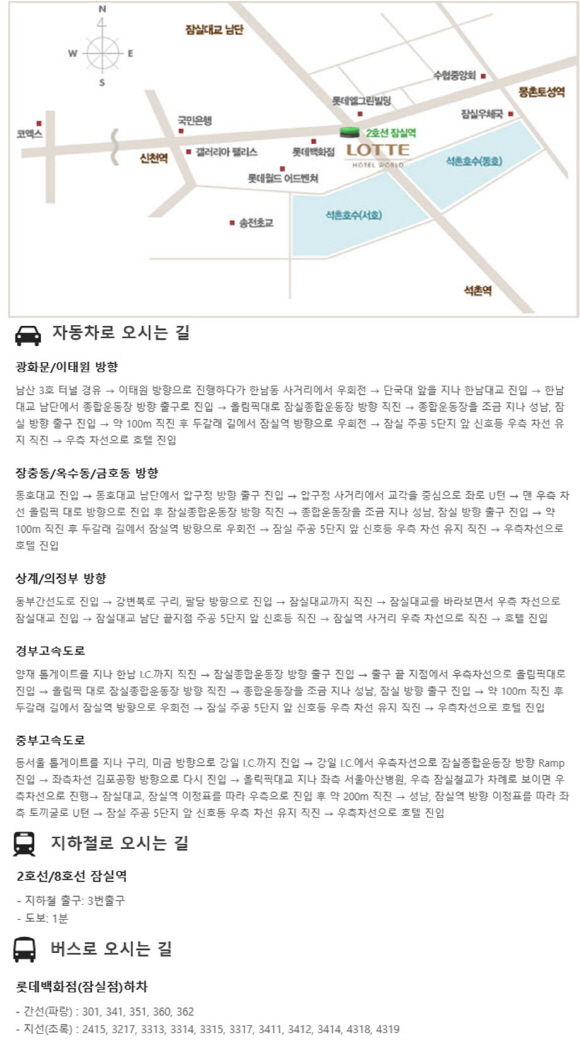 N
W
E
S
잠실대교 남단
수협중앙회
몽촌토성역
롯데엘그린빌딩
잠실우체국
코엑스
국민은행
2호선 잠실역
신천역
갤러리아 팰리스
롯데백화점
LOTTE
HOTEL WORLD
석촌호수(동호)
롯데월드 어드벤쳐
석촌호수(서호)
송전초교
석촌역
자동차로 오시는 길
광화문/이태원 방향
남산 3호 터널 경유 → 이태원 방향으로 진행하다가 한남동 사거리에서 우회전 → 단국대 앞을 지나 한남대교 진입 → 한남
대교 남단에서 종합운동장 방향 출구로 진입 → 올림픽대로 잠실종합운동장 방향 직진 → 종합운동장을 조금 지나 성남, 잠
실 방향 출구 진입 → 약 100m 직진 후 두갈래 길에서 잠실역 방향으로 우회전 → 잠실 주공 5단지 앞 신호등 우측 차선 유
지 직진 → 우측 차선으로 호텔 진입
장충동/옥수동/금호동 방향
동호대교 진입 → 동호대교 남단에서 압구정 방향 출구 진입 → 압구정 사거리에서 교각을 중심으로 좌로 U턴 → 맨 우측 차
선 올림픽 대로 방향으로 진입 후 잠실종합운동장 방향 직진 → 종합운동장을 조금 지나 성남, 잠실 방향 출구 진입 → 약
100m 직진 후 두갈래 길에서 잠실역 방향으로 우회전 → 잠실 주공 5단지 앞 신호등 우측 차선 유지 직진 → 우측차선으로
호텔 진입
상계/의정부 방향
동부간선도로 진입 → 강변북로 구리, 팔당 방향으로 진입 → 잠실대교까지 직진 → 잠실대교를 바라보면서 우측 차선으로
잠실대교 진입 → 잠실대교 남단 끝지점 주공 5단지 앞 신호등 직진 → 잠실역 사거리 우측 차선으로 직진 → 호텔 진입
경부고속도로
양재 톨게이트를 지나 한남 I.C.까지 직진 → 잠실종합운동장 방향 출구 진입 → 출구 끝 지점에서 우측차선으로 올림픽대로
진입 → 올림픽 대로 잠실종합운동장 방향 직진 → 종합운동장을 조금 지나 성남, 잠실 방향 출구 진입 → 약 100m 직진 후
두갈래 길에서 잠실역 방향으로 우회전 → 잠실 주공 5단지 앞 신호등 우측 차선 유지 직진 → 우측차선으로 호텔 진입
중부고속도로
동서울 톨게이트를 지나 구리, 미금 방향으로 강일 I.C.까지 진입 → 강일 I.C.에서 우측차선으로 잠실종합운동장 방향 Ramp
진입 → 좌측차선 김포공항 방향으로 다시 진입 → 올릭픽대교 지나 좌측 서울아산병원, 우측 잠실철교가 차례로 보이면 우
측차선으로 진행→ 잠실대교, 잠실역 이정표를 따라 우측으로 진입 후 약 200m 직진 → 성남, 잠실역 방향 이정표를 따라 좌
측 토끼굴로 U턴 → 잠실 주공 5단지 앞 신호등 우측 차선 유지 직진 → 우측차선으로 호텔 진입
지하철로 오시는 길
2호선/8호선 잠실역
- 지하철 출구: 3번출구
- 도보: 1분
버스로 오시는 길
롯데백화점(잠실점)하차
- 간선(파랑) : 301, 341, 351, 360, 362
- 지선(초록) : 2415, 3217, 3313, 3314, 3315, 3317, 3411, 3412, 3414, 4318, 4319